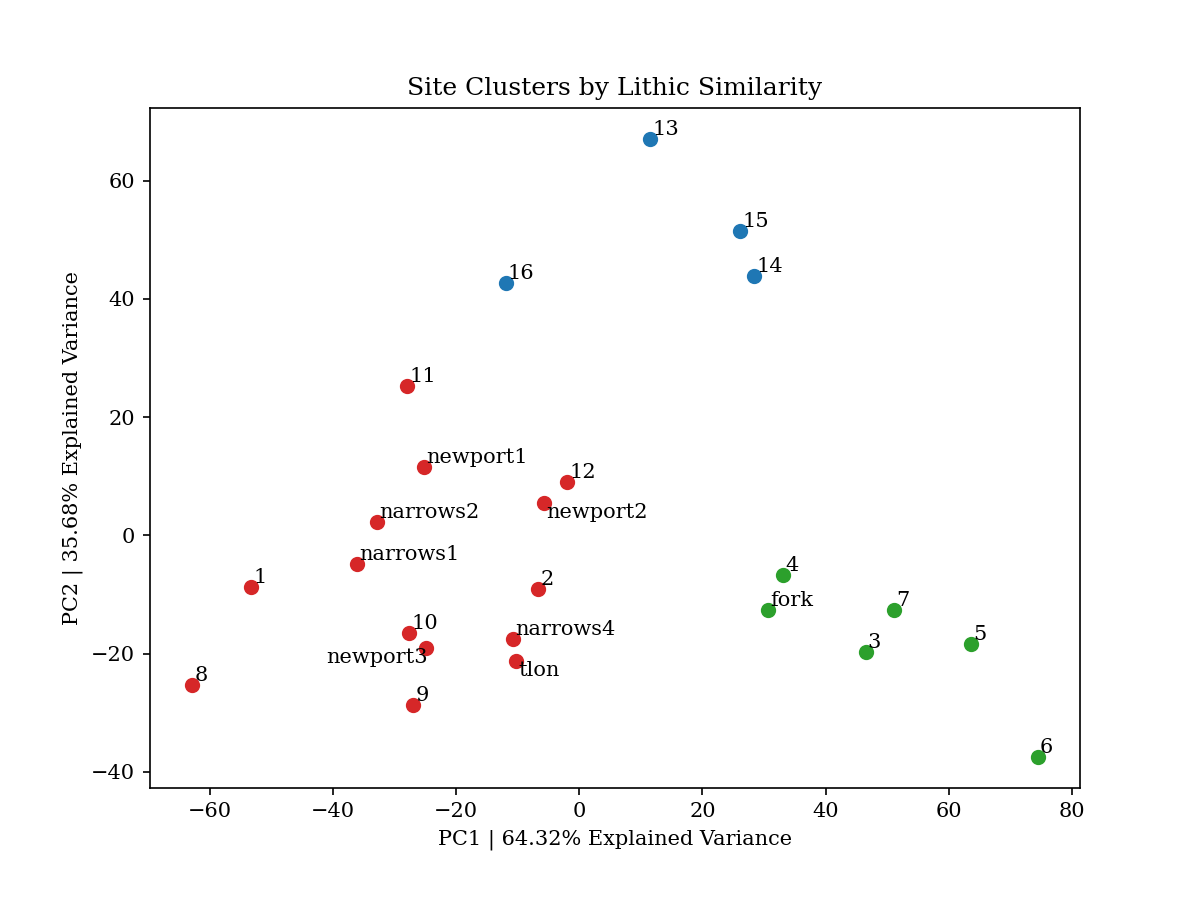 Site Clusters by Lithic Similarity
PC2 | 35.68% Explained Variance
60
40
20
0
−20
−40
13
15
14
16
11
newport1
12
narrows2
newport2
narrows1
1
2
4
fork
7
10
narrows4
newport3
tlon
3
5
8
9
6
−60
−40
−20
0
20
40
60
80
PC1 | 64.32% Explained Variance